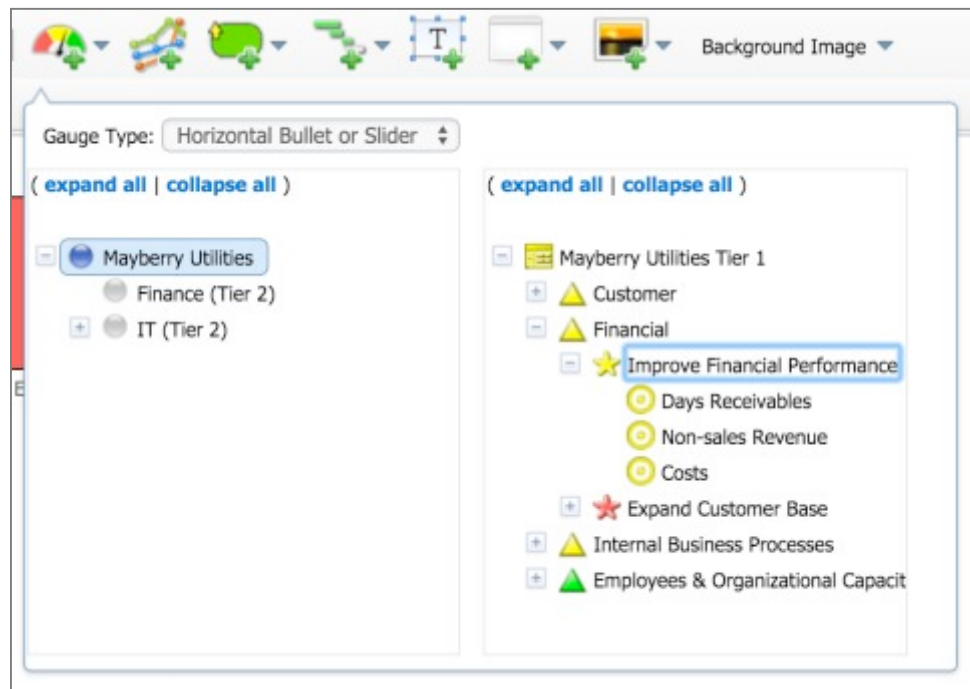 T
Background Image
Gauge Type: Horizontal Bullet or Slider
( expand all | collapse all )
Mayberry Utilities
Finance (Tier 2)
IT (Tier 2)
( expand all | collapse all )
Mayberry Utilities Tier 1
Customer
Financial
Improve Financial Performance
Days Receivables
Non-sales Revenue
Costs
Expand Customer Base
Internal Business Processes
Employees & Organizational Capacit
E